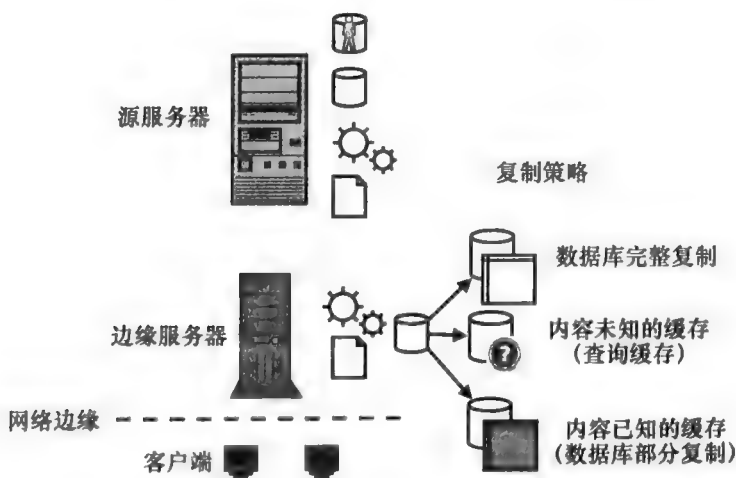 源服务器
复制策略
数据库完整复制
边缘服务器
内容未知的缓存
(查询缓存)
?
网络边缘
内容已知的缓存
(数据库部分复制)
客户端